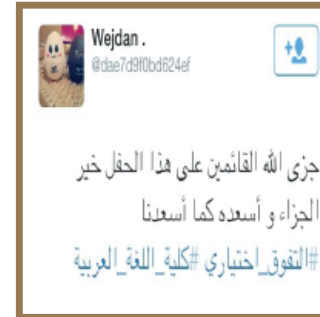 Wejdan .
@dae7d9f0bd624ef
جزى الله القائمين على هذا الحفل خير
الجزاء و أسعده كما أسعدنا
#التفوق_اختياري #كلية_اللغة_العربية